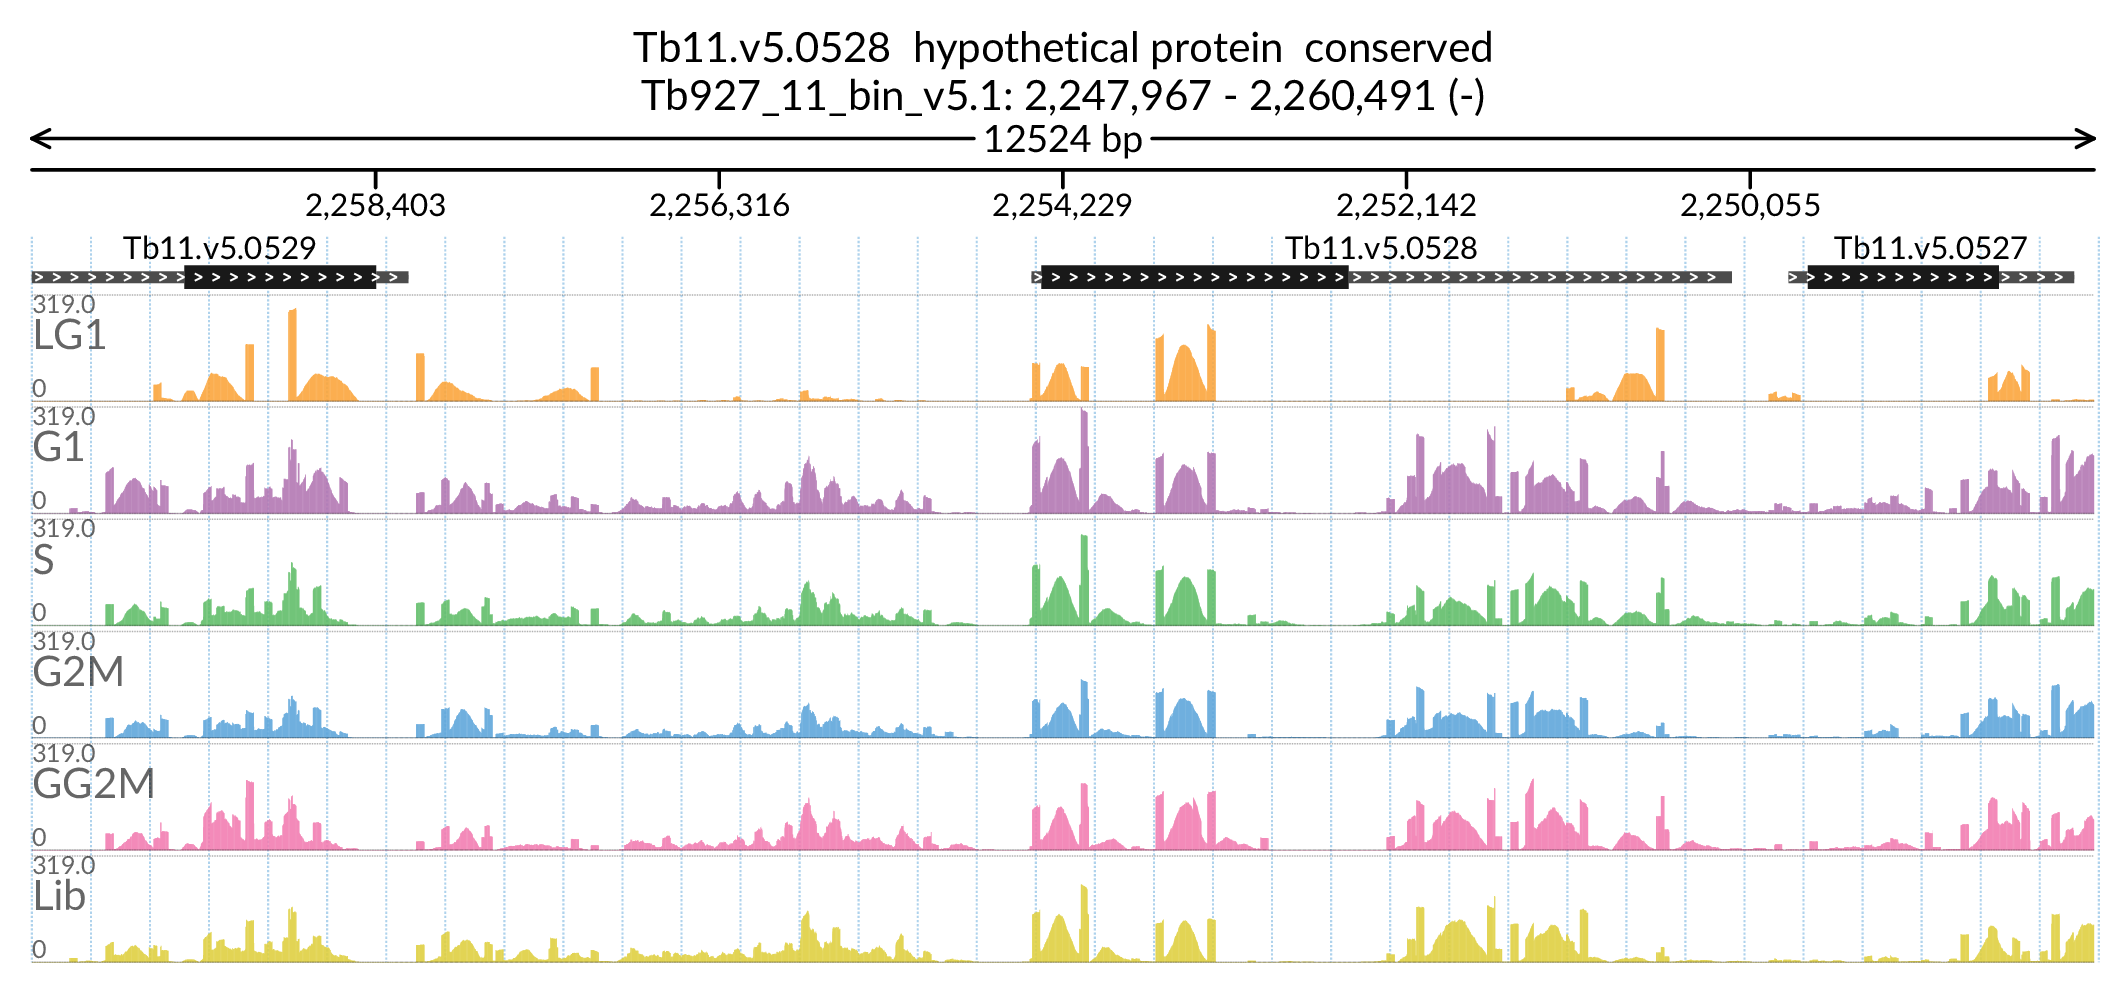 Tb11.v5.0528  hypothetical protein  conserved
Tb927_11_bin_v5.1: 2,247,967 - 2,260,491 (-)
12524 bp
2,258,403 2,256,316 2,254,229 2,252,142 2,250,055
Tb11.v5.0529 Tb11.v5.0528 Tb11.v5.0527
319.0
LG1
0
319.0
G1
0
319.0
S
0
319.0
G2M
0
319.0
GG2M
0
319.0
Lib
0